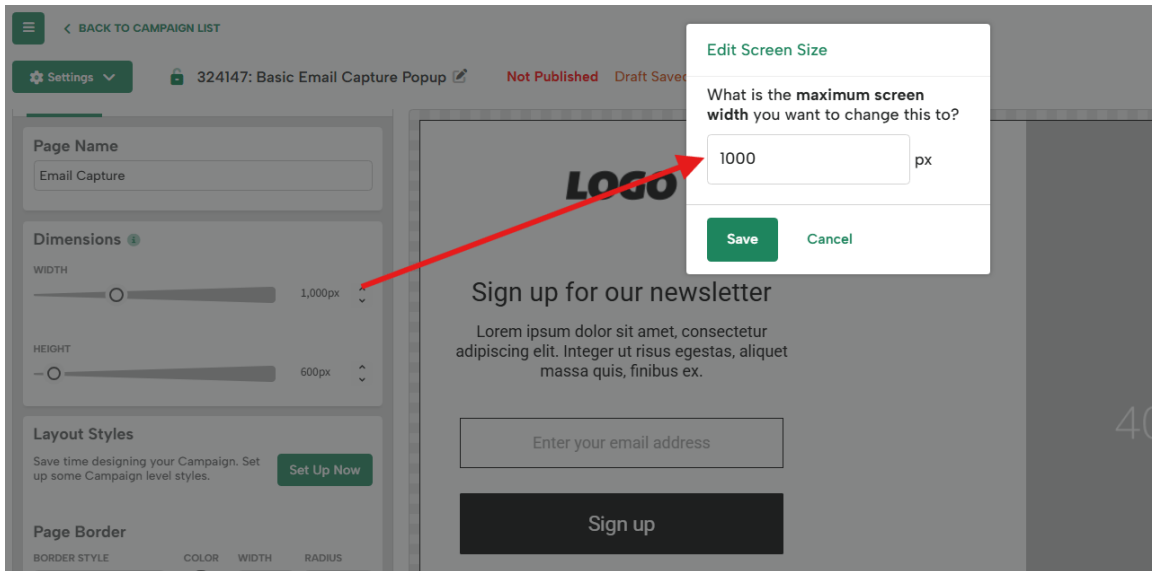 BACK TO CAMPAIGN LIST
Settings
324147: Basic Email Capture Popup
Not Published
Draft Saved
Page Name
Email Capture
Dimensions
WIDTH
1,000px
HEIGHT
600px
Layout Styles
Save time designing your Campaign. Set
up some Campaign level styles.
Set Up Now
Page Border
BORDER STYLE
COLOR
WIDTH
RADIUS
LOGO
Sign up for our newsletter
Lorem ipsum dolor sit amet, consectetur
adipiscing elit. Integer ut risus egestas, aliquet
massa quis, finibus ex.
Enter your email address
Sign up
40
Edit Screen Size
What is the maximum screen
width you want to change this to?
1000
px
Save
Cancel